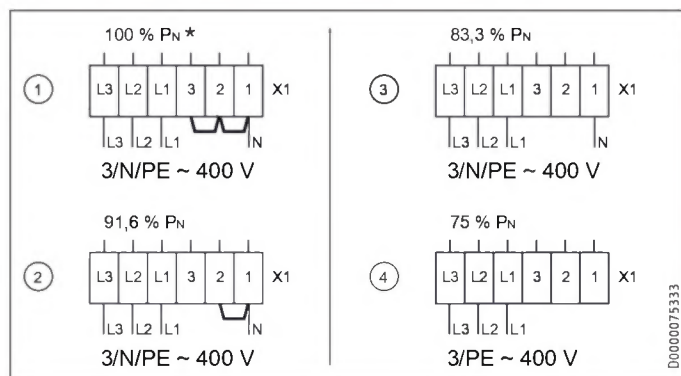 100 % PN *
1
L3 L2 L1 3 2 1 X1
L3 L2 L1 N
3/N/PE ~ 400 V
91,6 % PN
2
L3 L2 L1 3 2 1 X1
L3 L2 L1 N
3/N/PE ~ 400 V
83,3 % PN
3
L3 L2 L1 3 2 1 X1
L3 L2 L1 N
3/N/PE ~ 400 V
75 % PN
4
L3 L2 L1 3 2 1 X1
L3 L2 L1
3/PE ~ 400 V
D0000075333